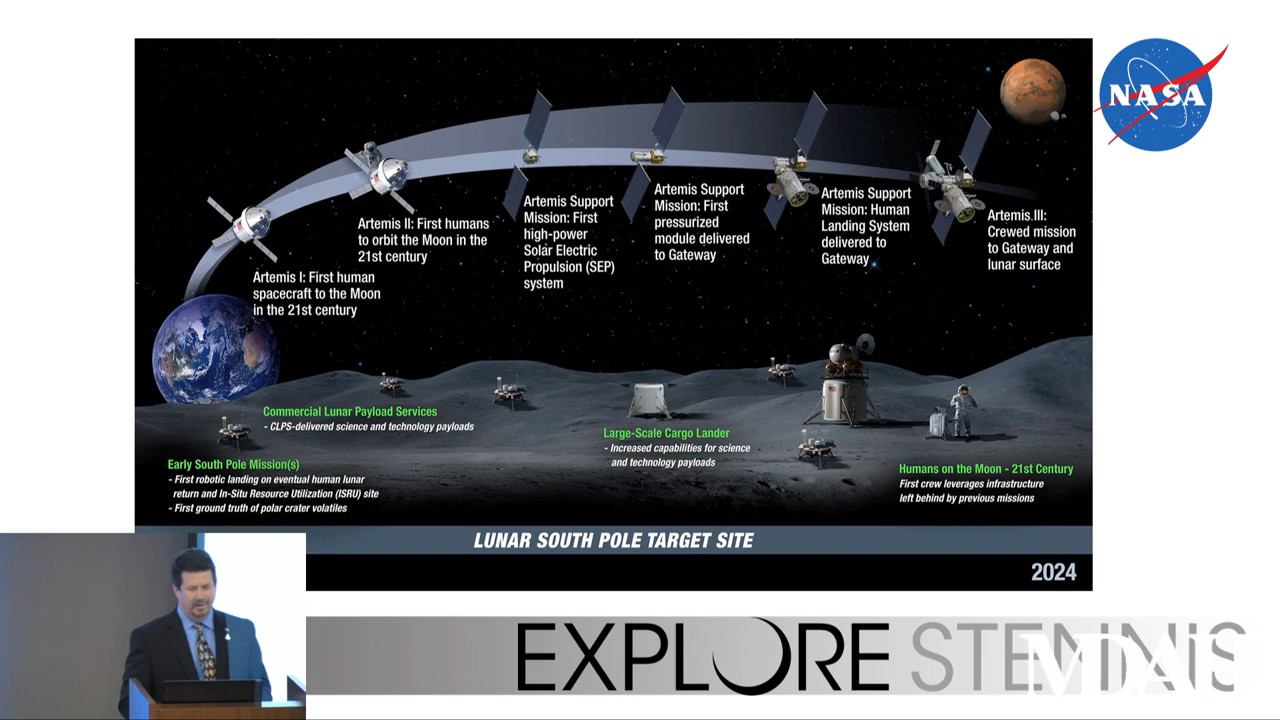 NASA
Artemis I: First human
spacecraft to the Moon
in the 21st century
Artemis II: First humans
to orbit the Moon in the
21st century
Artemis Support
Mission: First
high-power
Solar Electric
Propulsion (SEP)
system
Artemis Support
Mission: First
pressurized
module delivered
to Gateway
Artemis Support
Mission: Human
Landing System
delivered to
Gateway
Artemis III:
Crewed mission
to Gateway and
lunar surface
Commercial Lunar Payload Services
- CLPS-delivered science and technology payloads
Early South Pole Mission(s)
- First robotic landing on eventual human lunar
return and In-Situ Resource Utilization (ISRU) site
- First ground truth of polar crater volatiles
Large-Scale Cargo Lander
- Increased capabilities for science
and technology payloads
Humans on the Moon - 21st Century
First crew leverages infrastructure
left behind by previous missions
LUNAR SOUTH POLE TARGET SITE
2024
EXPLORE STENNIS